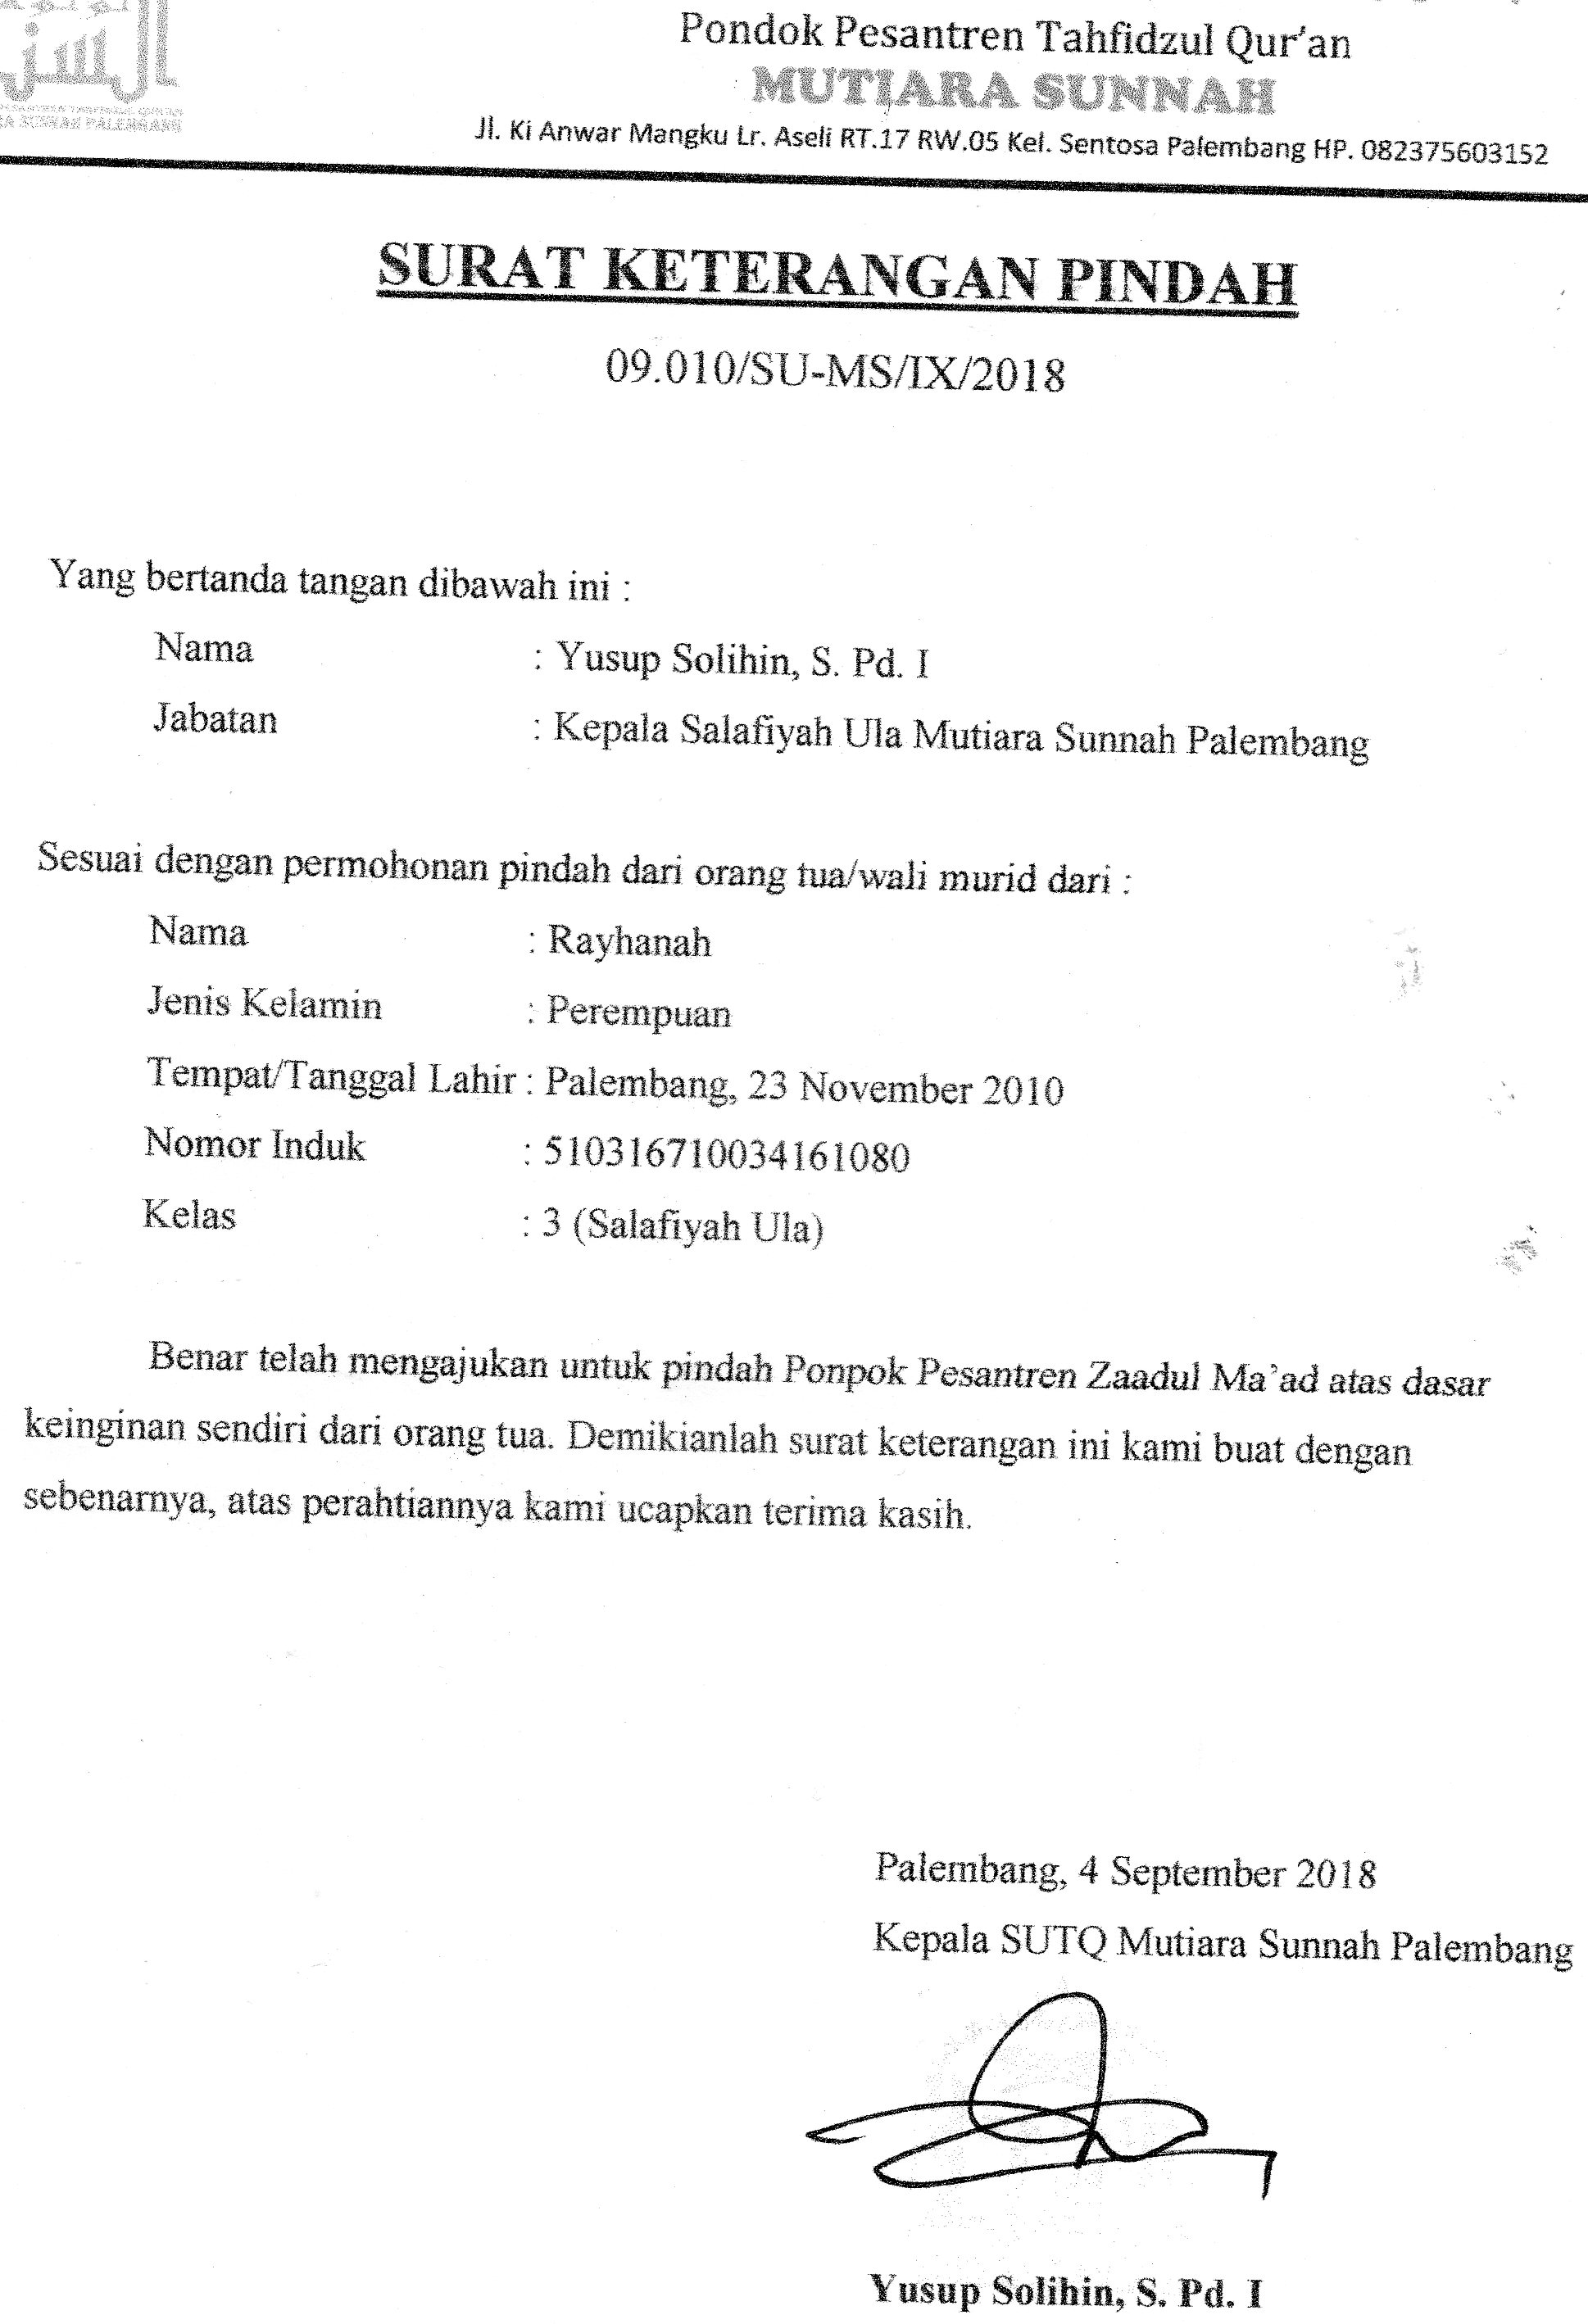 Pondok Pesantren Tahfidzul Qur'an
MUTIARA SUNNAH
SUNNAH PALEMBANG
Jl. Ki Anwar Mangku Lr. Aseli RT.17 RW.05 Kel. Sentosa Palembang HP. 082375603152
SURAT KETERANGAN PINDAH
09.010/SU-MS/IX/2018
Yang bertanda tangan dibawah ini :
Nama : Yusup Solihin, S. Pd. I
Jabatan : Kepala Salafiyah Ula Mutiara Sunnah Palembang
Sesuai dengan permohonan pindah dari orang tua/wali murid dari :
Nama : Rayhanah
Jenis Kelamin : Perempuan
Tempat/Tanggal Lahir : Palembang, 23 November 2010
Nomor Induk : 510316710034161080
Kelas : 3 (Salafiyah Ula)
Benar telah mengajukan untuk pindah Ponpok Pesantren Zaadul Ma'ad atas dasar
keinginan sendiri dari orang tua. Demikianlah surat keterangan ini kami buat dengan
sebenarnya, atas perahtiannya kami ucapkan terima kasih.
Palembang, 4 September 2018
Kepala SUTQ Mutiara Sunnah Palembang
Yusup Solihin, S. Pd. I